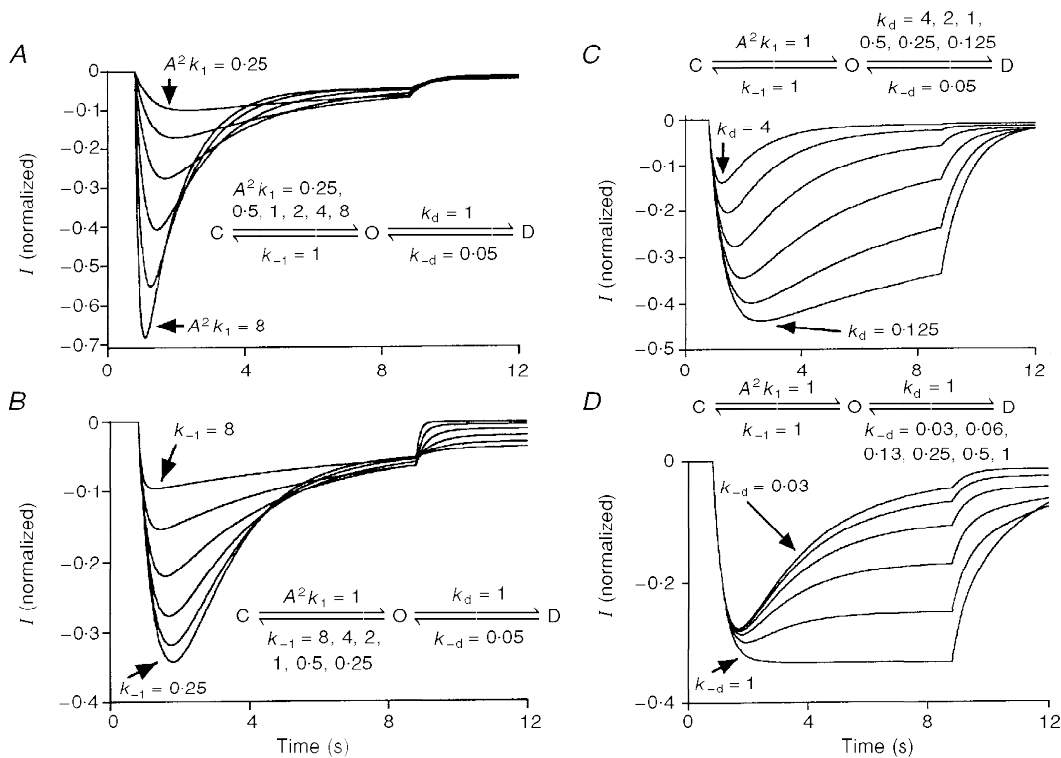 A
A²k₁ = 0·25
0
−0·1
−0·2
−0·3
−0·4
−0·5
−0·6
−0·7
I (normalized)
A²k₁ = 0·25,
0·5, 1, 2, 4, 8
C
O
D
k₋₁ = 1
k_d = 1
k₋d = 0·05
A²k₁ = 8
0
4
8
12
B
k₋₁ = 8
0
−0·1
−0·2
−0·3
−0·4
I (normalized)
A²k₁ = 1
k_d = 1
C
O
D
k₋₁ = 8, 4, 2,
1, 0·5, 0·25
k₋d = 0·05
k₋₁ = 0·25
0
4
8
12
Time (s)
C
k_d = 4, 2, 1,
0·5, 0·25, 0·125
A²k₁ = 1
C
O
D
k₋₁ = 1
k₋d = 0·05
k_d − 4
0
−0·1
−0·2
−0·3
−0·4
−0·5
I (normalized)
k_d = 0·125
0
4
8
12
D
A²k₁ = 1
k_d = 1
C
O
D
k₋₁ = 1
k₋d = 0·03, 0·06,
0·13, 0·25, 0·5, 1
k₋d = 0·03
0
−0·2
−0·4
I (normalized)
k₋d = 1
0
4
8
12
Time (s)